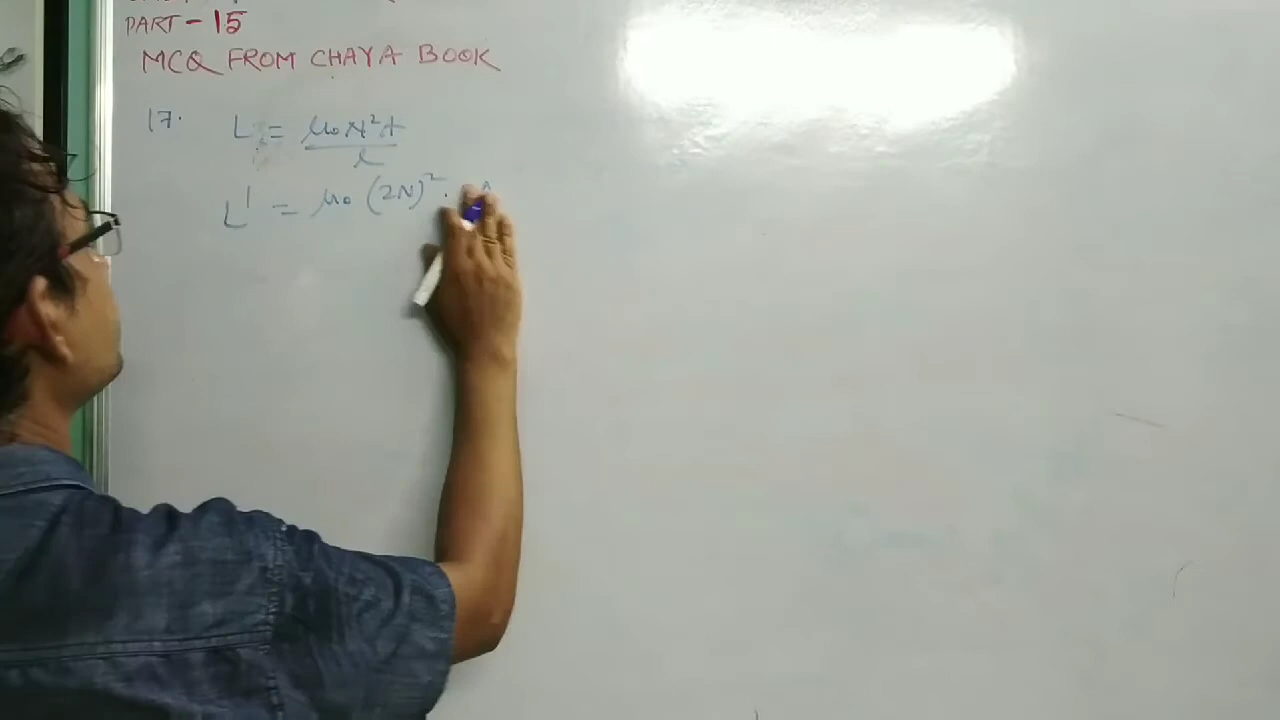 PART - 15
MCQ FROM CHAYA BOOK
17. L = μ₀N²A / l
L' = μ₀ (2N)² . A